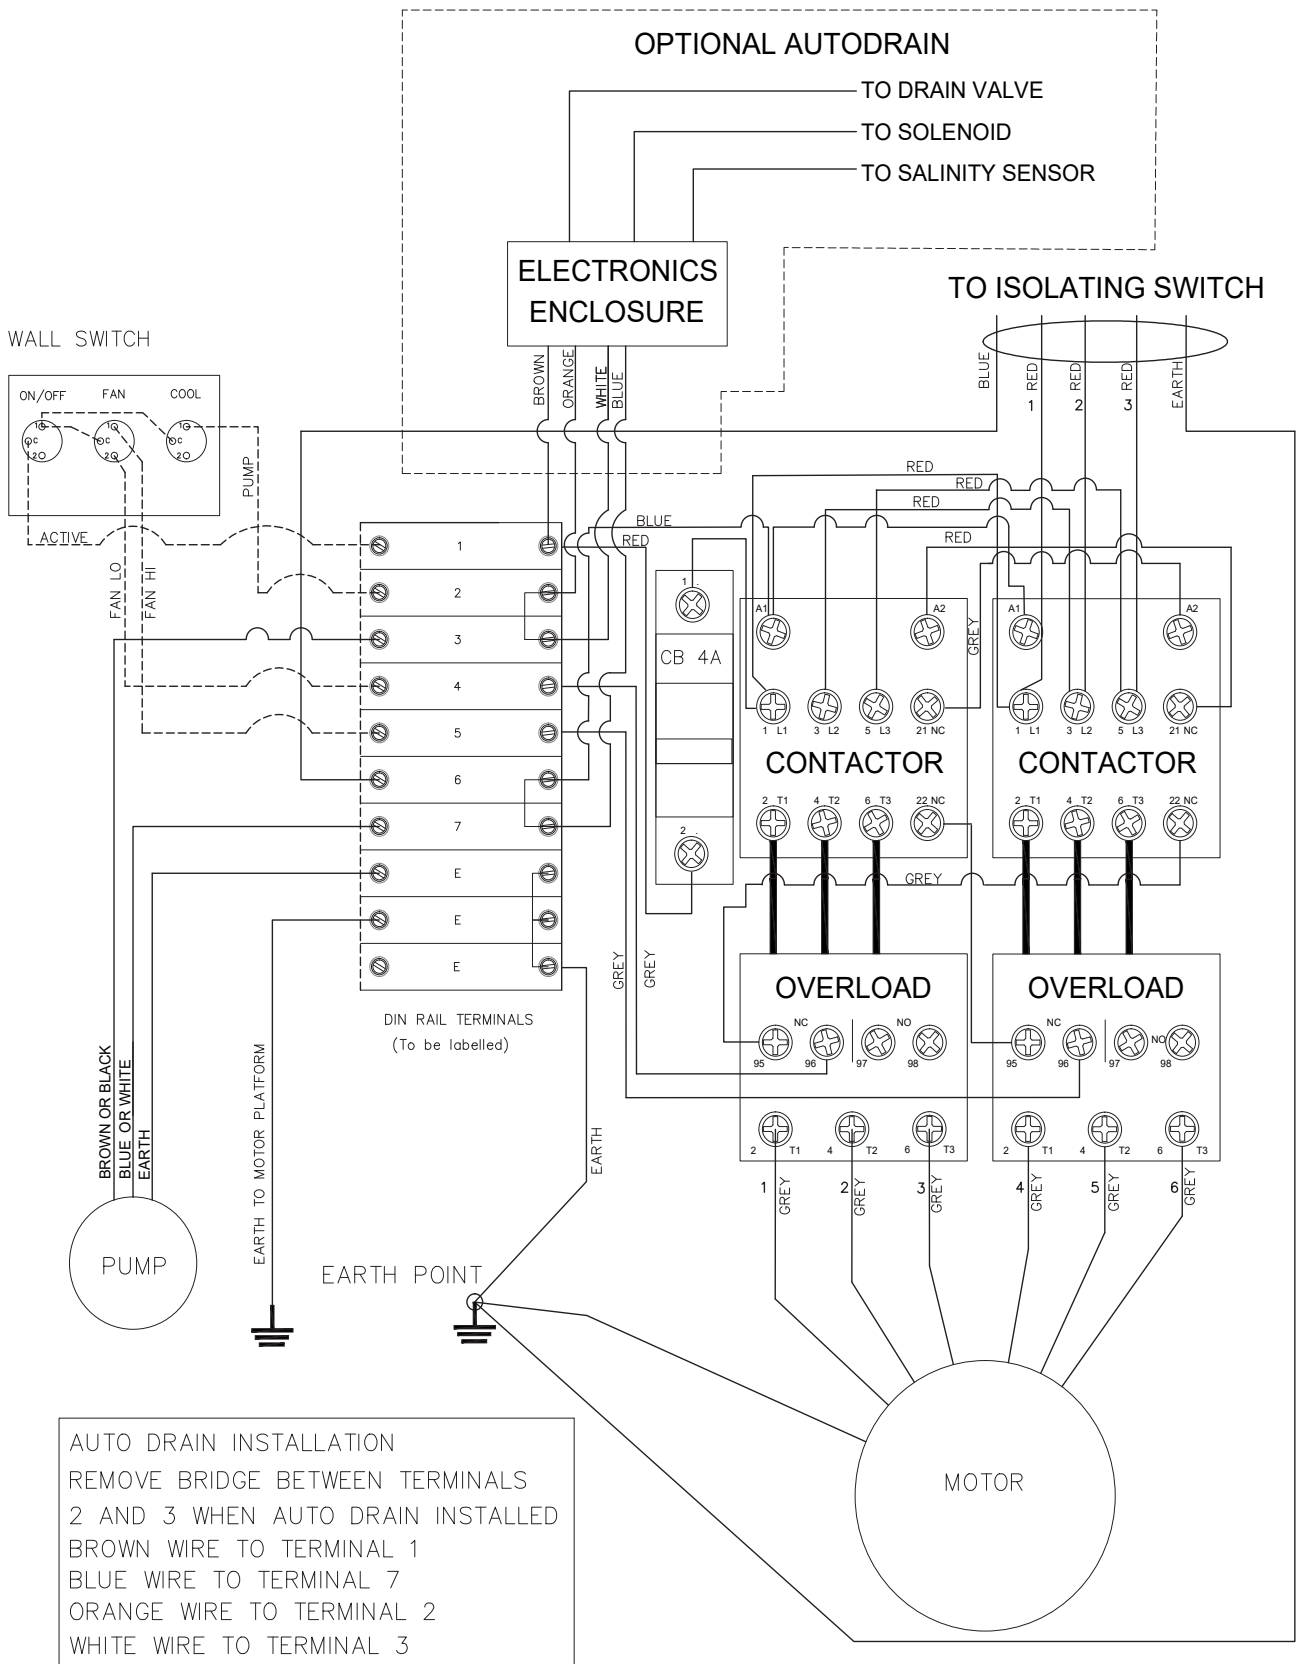 OPTIONAL AUTODRAIN
TO DRAIN VALVE
TO SOLENOID
TO SALINITY SENSOR
ELECTRONICS
ENCLOSURE
TO ISOLATING SWITCH
WALL SWITCH
ON/OFF FAN COOL
1 1 1
C C C
2 2 2
BROWN
ORANGE
WHITE
BLUE
BLUE
RED
RED
RED
EARTH
1 2 3
PUMP
ACTIVE
FAN LO
FAN HI
BLUE
RED
RED
RED
RED
RED
GREY
1
2
3
4
5
6
7
E
E
E
DIN RAIL TERMINALS
(To be labelled)
1 .
CB 4A
2 .
A1 A2
1 L1 3 L2 5 L3 21 NC
CONTACTOR
2 T1 4 T2 6 T3 22 NC
A1 A2
1 L1 3 L2 5 L3 21 NC
CONTACTOR
2 T1 4 T2 6 T3 22 NC
GREY
GREY
GREY
OVERLOAD
NC NO
95 96 97 98
2 T1 4 T2 6 T3
OVERLOAD
NC NO
95 96 97 98
2 T1 4 T2 6 T3
1 GREY
2 GREY
3 GREY
4 GREY
5 GREY
6 GREY
BROWN OR BLACK
BLUE OR WHITE
EARTH
EARTH TO MOTOR PLATFORM
EARTH
PUMP
EARTH POINT
MOTOR
AUTO DRAIN INSTALLATION
REMOVE BRIDGE BETWEEN TERMINALS
2 AND 3 WHEN AUTO DRAIN INSTALLED
BROWN WIRE TO TERMINAL 1
BLUE WIRE TO TERMINAL 7
ORANGE WIRE TO TERMINAL 2
WHITE WIRE TO TERMINAL 3